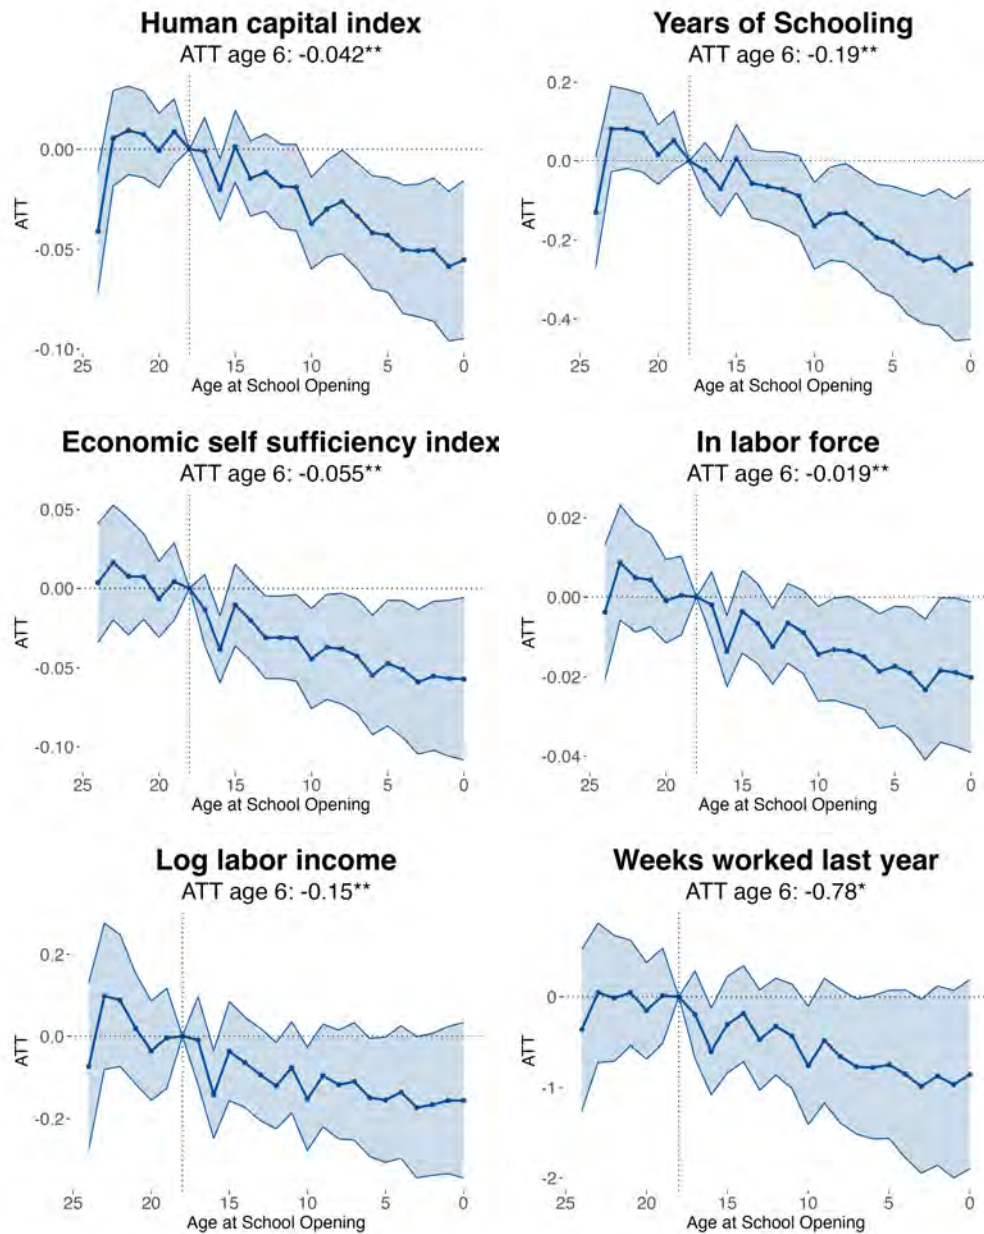 Human capital index
ATT age 6: -0.042**
ATT
0.00
-0.05
-0.10
25 20 15 10 5 0
Age at School Opening
Years of Schooling
ATT age 6: -0.19**
ATT
0.2
0.0
-0.2
-0.4
25 20 15 10 5 0
Age at School Opening
Economic self sufficiency index
ATT age 6: -0.055**
ATT
0.05
0.00
-0.05
-0.10
25 20 15 10 5 0
Age at School Opening
In labor force
ATT age 6: -0.019**
ATT
0.02
0.00
-0.02
-0.04
25 20 15 10 5 0
Age at School Opening
Log labor income
ATT age 6: -0.15**
ATT
0.2
0.0
-0.2
25 20 15 10 5 0
Age at School Opening
Weeks worked last year
ATT age 6: -0.78*
ATT
0
-1
-2
25 20 15 10 5 0
Age at School Opening